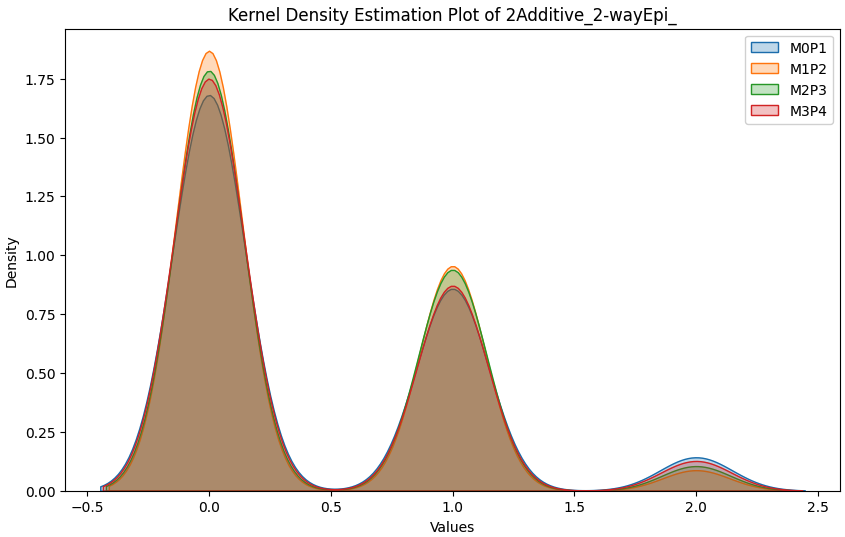 Kernel Density Estimation Plot of 2Additive_2-wayEpi_
M0P1
M1P2
M2P3
M3P4
1.75
1.50
1.25
1.00
0.75
0.50
0.25
0.00
Density
−0.5 0.0 0.5 1.0 1.5 2.0 2.5
Values